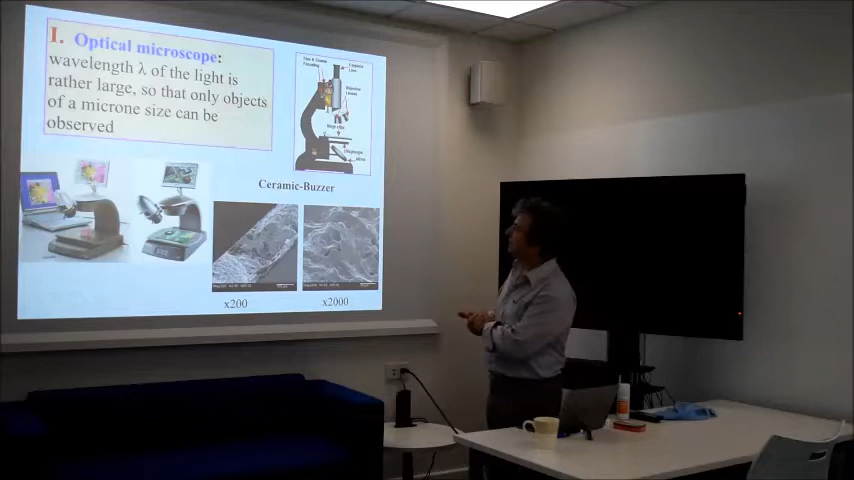 I. Optical microscope:
wavelength λ of the light is
rather large, so that only objects
of a microne size can be
observed
Ceramic-Buzzer
x200
x2000